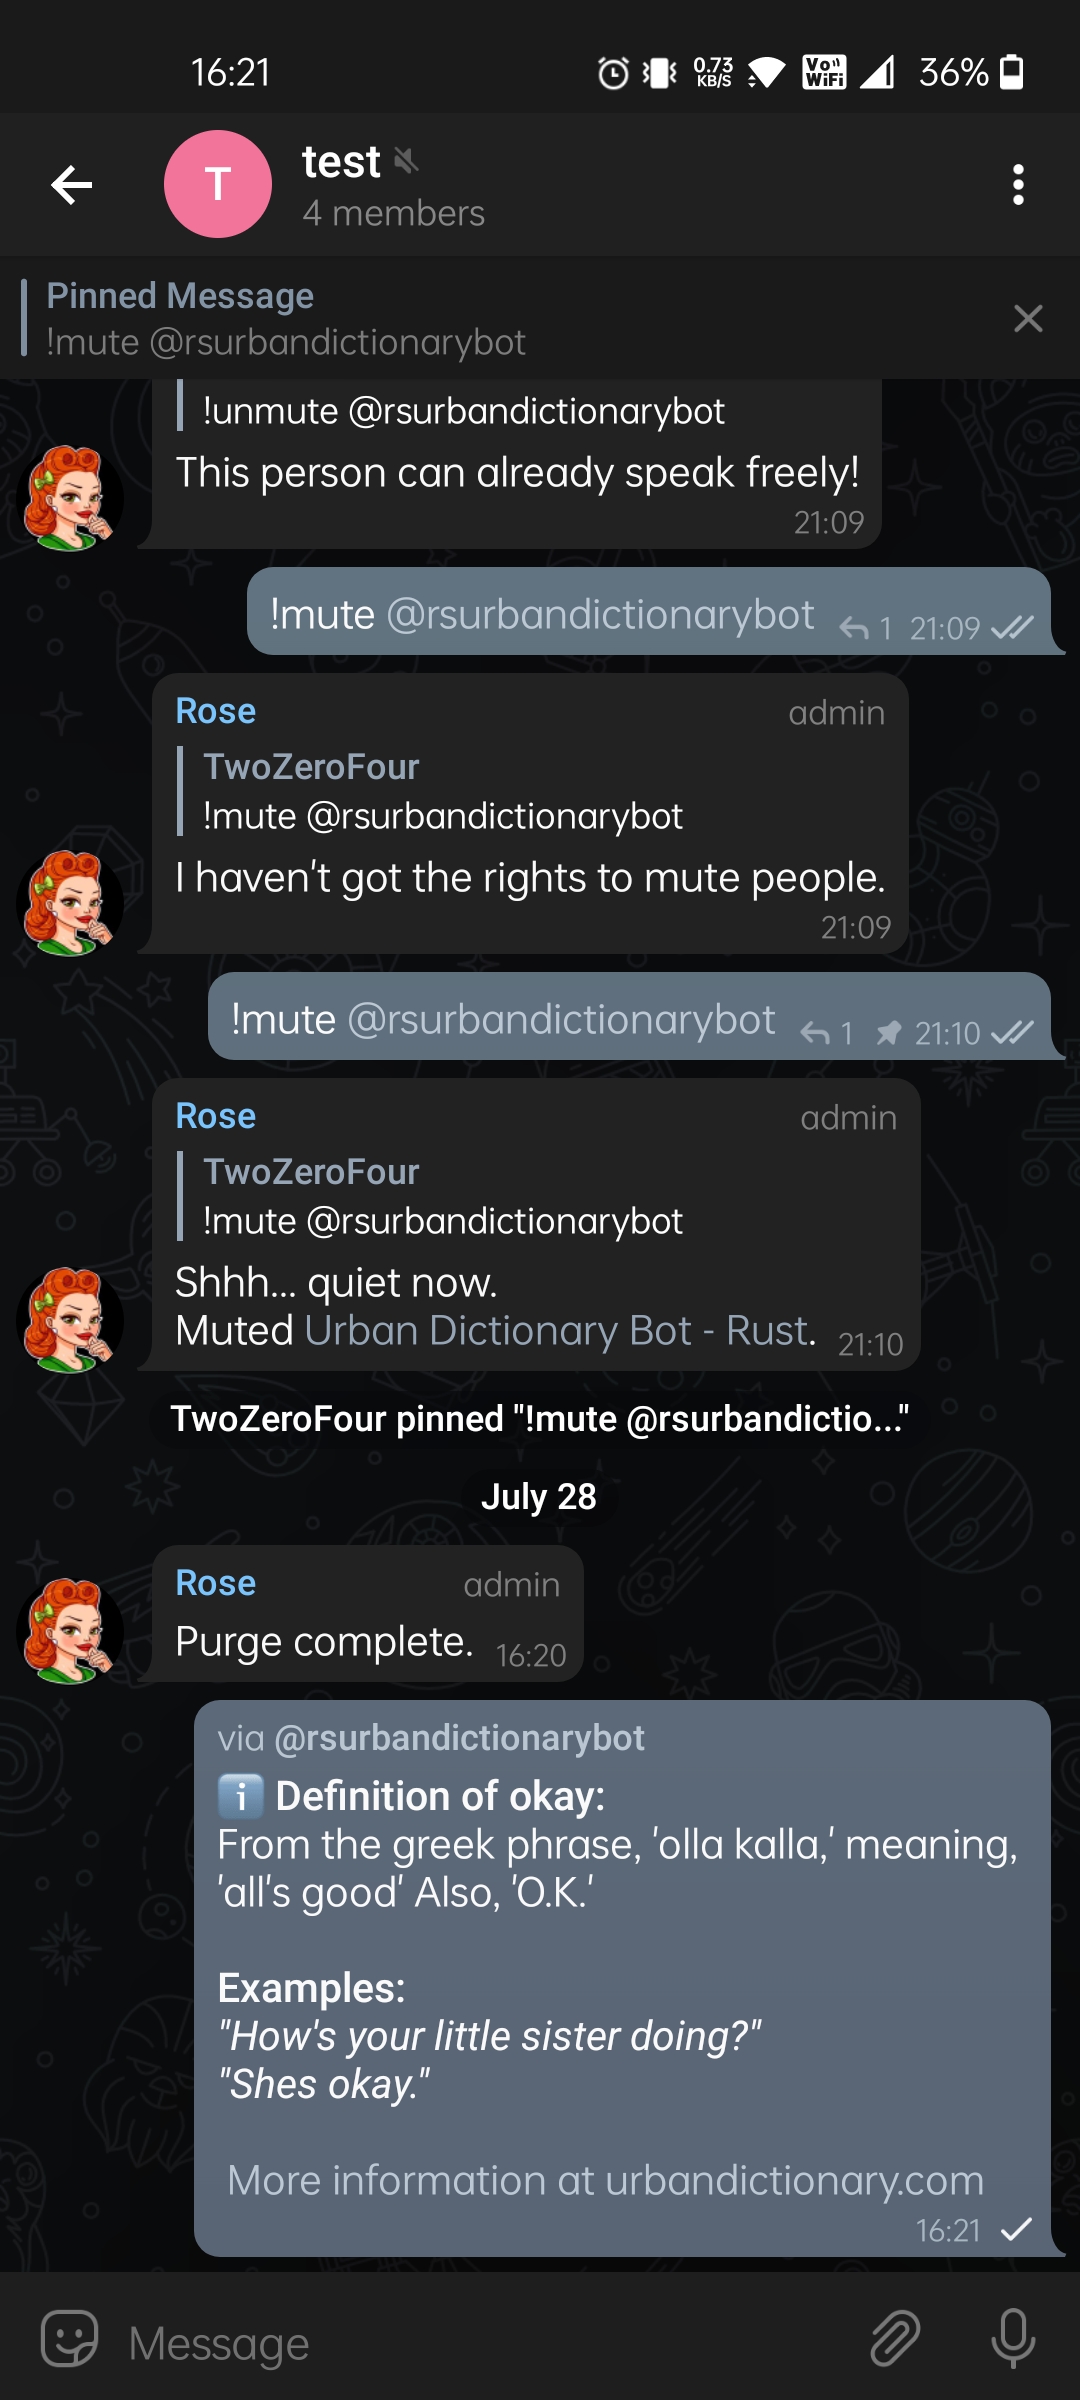 16:21
0.73 KB/S
Vo WiFi
36%
T
test
4 members
Pinned Message
!mute @rsurbandictionarybot
!unmute @rsurbandictionarybot
This person can already speak freely!
21:09
!mute @rsurbandictionarybot 1 21:09
Rose admin
TwoZeroFour
!mute @rsurbandictionarybot
I haven't got the rights to mute people.
21:09
!mute @rsurbandictionarybot 1 21:10
Rose admin
TwoZeroFour
!mute @rsurbandictionarybot
Shhh... quiet now.
Muted Urban Dictionary Bot - Rust. 21:10
TwoZeroFour pinned "!mute @rsurbandictio..."
July 28
Rose admin
Purge complete. 16:20
via @rsurbandictionarybot
i Definition of okay:
From the greek phrase, 'olla kalla,' meaning,
'all's good' Also, 'O.K.'
Examples:
"How's your little sister doing?"
"Shes okay."
More information at urbandictionary.com
16:21
Message